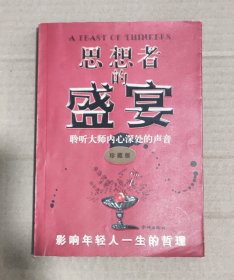 A FEAST OF THINKERS
思想者
的
盛宴
聆听大师内心深处的声音
珍藏版
影响年轻人一生的哲理